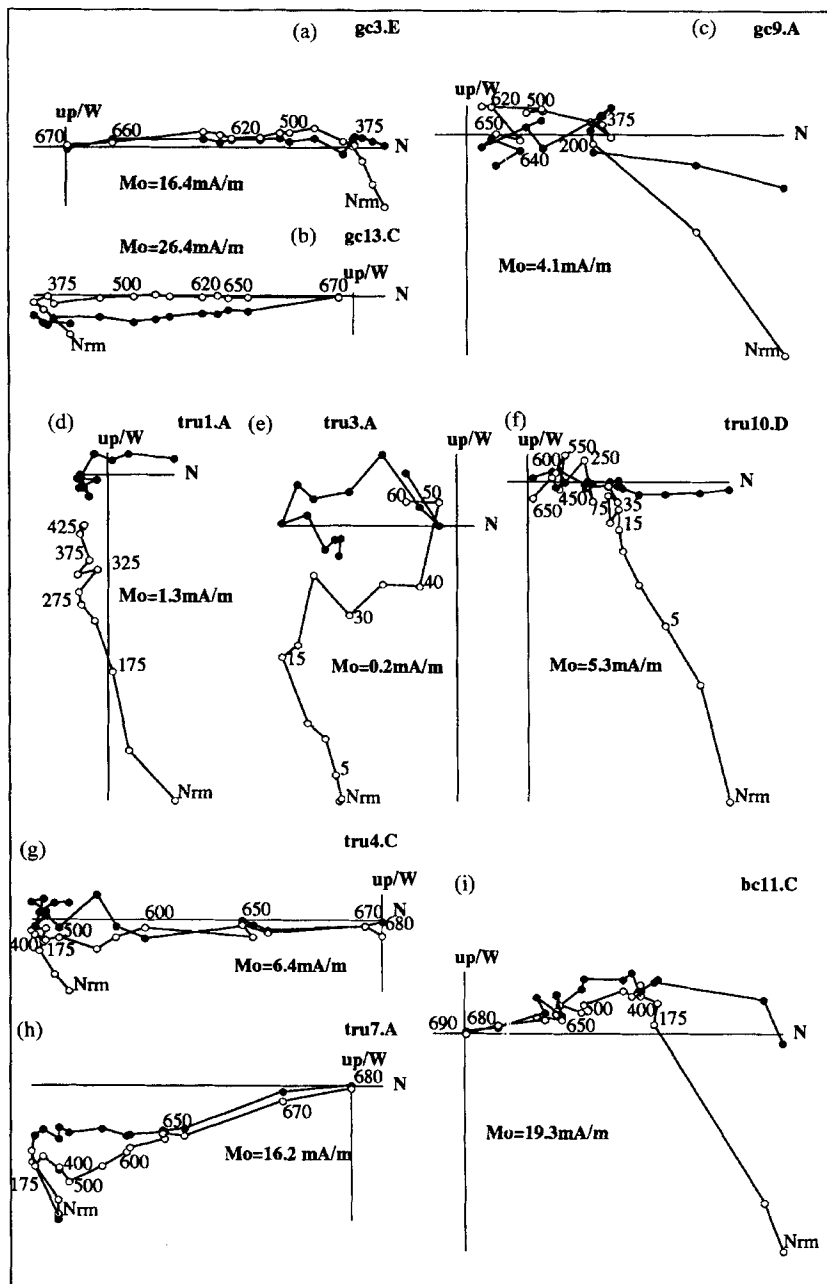 (a) gc3.E
up/W
670 660 620 500 375
N
Mo=16.4mA/m
Nrm
(b) gc13.C
Mo=26.4mA/m
up/W
375 500 620 650 670
N
Nrm
(c) gc9.A
up/W
620 500
650 375
N
640 200
Mo=4.1mA/m
Nrm
(d) tru1.A
up/W
N
425
375 325
275
Mo=1.3mA/m
175
Nrm
(e) tru3.A
up/W
60 50
N
40
30
15
Mo=0.2mA/m
5
Nrm
(f) tru10.D
up/W
550
600 250
N
650 450 75 35
15
5
Mo=5.3mA/m
Nrm
(g) tru4.C
up/W
600 650 670
N
400 500 680
175
Mo=6.4mA/m
Nrm
(h) tru7.A
up/W
680
N
670
650
400 600
175 500
Mo=16.2 mA/m
Nrm
(i) bc11.C
up/W
690 680 650 500 400 175
N
Mo=19.3mA/m
Nrm